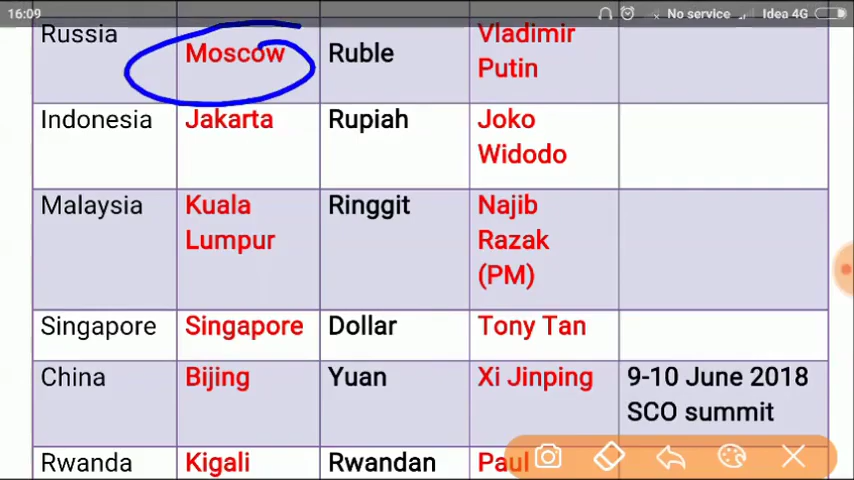 16:09 No service Idea 4G
Russia Moscow Ruble Vladimir
Putin
Indonesia Jakarta Rupiah Joko
Widodo
Malaysia Kuala Ringgit Najib
Lumpur Razak
(PM)
Singapore Singapore Dollar Tony Tan
China Bijing Yuan Xi Jinping 9-10 June 2018
SCO summit
Rwanda Kigali Rwandan Paul